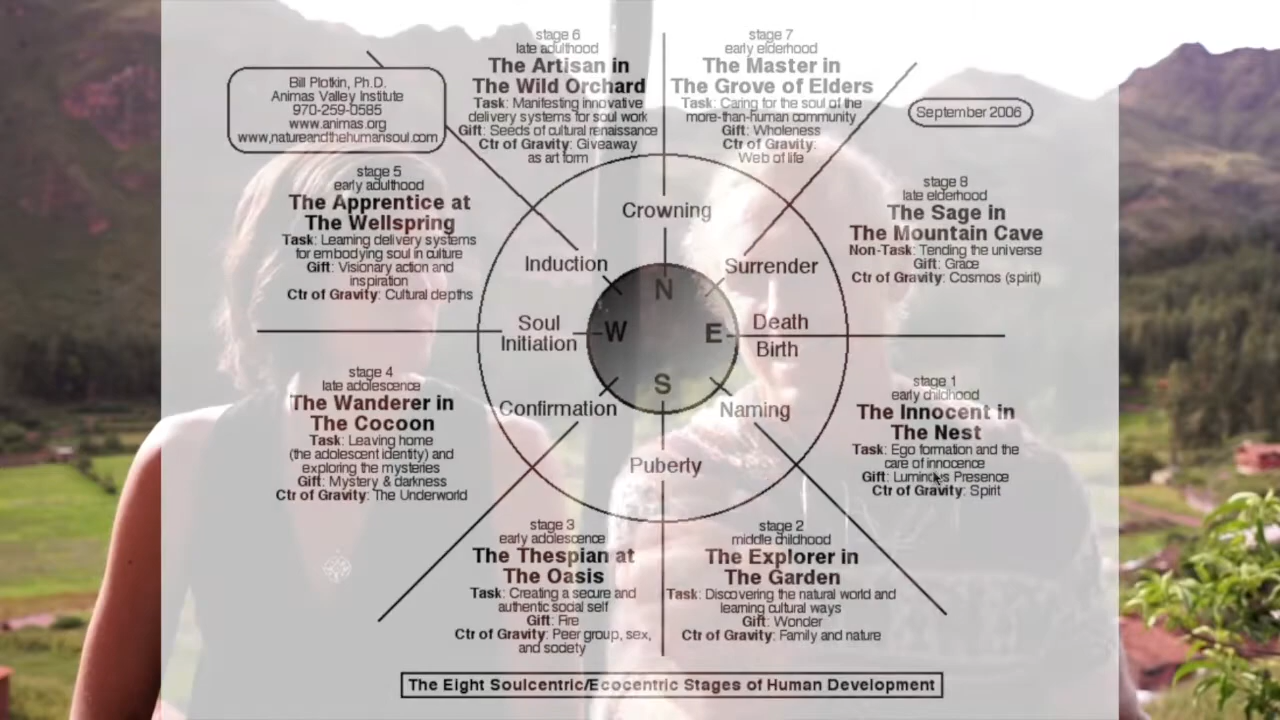 Bill Plotkin, Ph.D.
Animas Valley Institute
970-259-0585
www.animas.org
www.natureandthehumansoul.com
stage 6
late adulthood
The Artisan in
The Wild Orchard
Task: Manifesting innovative
delivery systems for soul work
Gift: Seeds of cultural renaissance
Ctr of Gravity: Giveaway
as art form
stage 7
early elderhood
The Master in
The Grove of Elders
Task: Caring for the soul of the
more-than-human community
Gift: Wholeness
Ctr of Gravity:
Web of life
September 2006
stage 5
early adulthood
The Apprentice at
The Wellspring
Task: Learning delivery systems
for embodying soul in culture
Gift: Visionary action and
inspiration
Ctr of Gravity: Cultural depths
stage 8
late elderhood
The Sage in
The Mountain Cave
Non-Task: Tending the universe
Gift: Grace
Ctr of Gravity: Cosmos (spirit)
Crowning
Induction
Surrender
N
Soul
Initiation
W
E
Death
Birth
S
Confirmation
Naming
Puberty
stage 4
late adolescence
The Wanderer in
The Cocoon
Task: Leaving home
(the adolescent identity) and
exploring the mysteries
Gift: Mystery & darkness
Ctr of Gravity: The Underworld
stage 1
early childhood
The Innocent in
The Nest
Task: Ego formation and the
care of innocence
Gift: Luminous Presence
Ctr of Gravity: Spirit
stage 3
early adolescence
The Thespian at
The Oasis
Task: Creating a secure and
authentic social self
Gift: Fire
Ctr of Gravity: Peer group, sex,
and society
stage 2
middle childhood
The Explorer in
The Garden
Task: Discovering the natural world and
learning cultural ways
Gift: Wonder
Ctr of Gravity: Family and nature
The Eight Soulcentric/Ecocentric Stages of Human Development